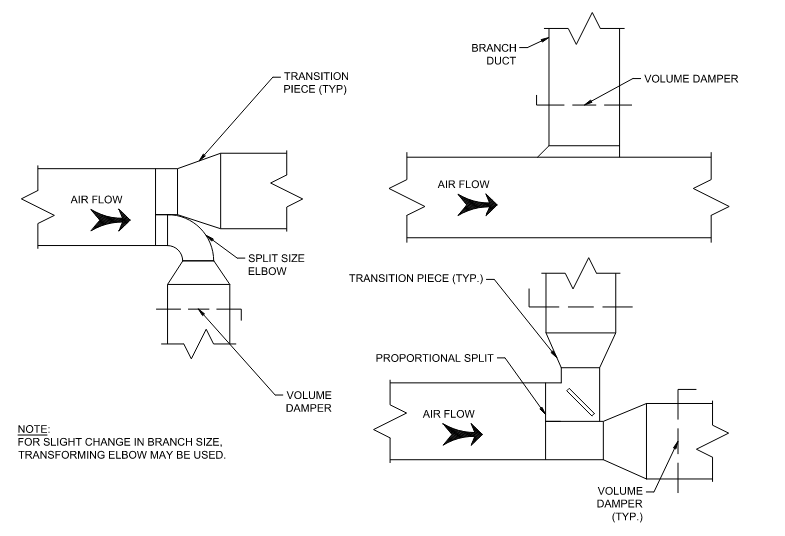 TRANSITION
PIECE (TYP)
AIR FLOW
SPLIT SIZE
ELBOW
VOLUME
DAMPER
NOTE:
FOR SLIGHT CHANGE IN BRANCH SIZE,
TRANSFORMING ELBOW MAY BE USED.
BRANCH
DUCT
VOLUME DAMPER
AIR FLOW
TRANSITION PIECE (TYP.)
PROPORTIONAL SPLIT
AIR FLOW
VOLUME
DAMPER
(TYP.)